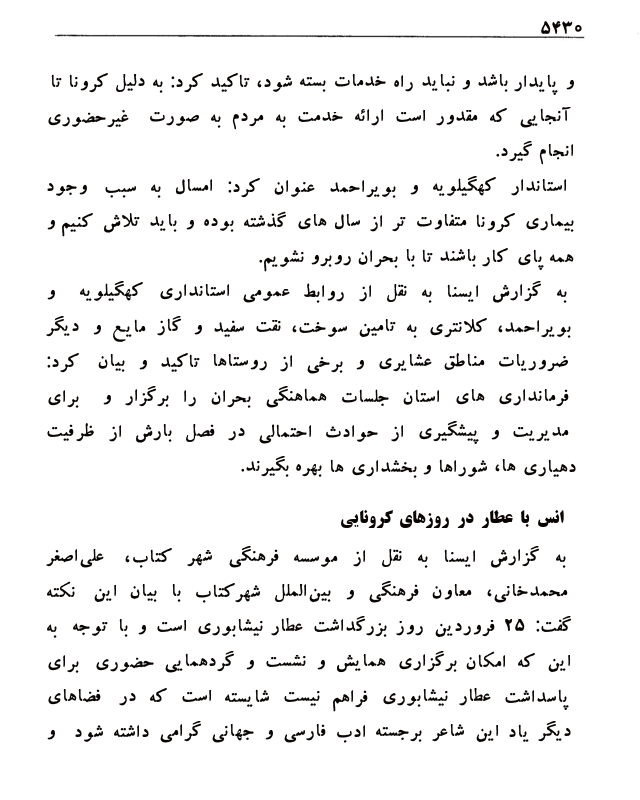 ۵۴۳۰
و پایدار باشد و نباید راه خدمات بسته شود، تاکید کرد: به دلیل کرونا تا
آنجایی که مقدور است ارائه خدمت به مردم به صورت غیرحضوری
انجام گیرد.
استاندار کهگیلویه و بویراحمد عنوان کرد: امسال به سبب وجود
بیماری کرونا متفاوت تر از سال های گذشته بوده و باید تلاش کنیم و
همه پای کار باشند تا با بحران روبرو نشویم.
به گزارش ایسنا به نقل از روابط عمومی استانداری کهگیلویه و
بویراحمد، کلانتری به تامین سوخت، نقت سفید و گاز مایع و دیگر
ضروریات مناطق عشایری و برخی از روستاها تاکید و بیان کرد:
فرمانداری های استان جلسات هماهنگی بحران را برگزار و برای
مدیریت و پیشگیری از حوادث احتمالی در فصل بارش از ظرفیت
دهیاری ها، شوراها و بخشداری ها بهره بگیرند.
انس با عطار در روزهای کرونایی
به گزارش ایسنا به نقل از موسسه فرهنگی شهر کتاب، علی‌اصغر
محمدخانی، معاون فرهنگی و بین‌الملل شهرکتاب با بیان این نکته
گفت: ۲۵ فروردین روز بزرگداشت عطار نیشابوری است و با توجه به
این که امکان برگزاری همایش و نشست و گردهمایی حضوری برای
پاسداشت عطار نیشابوری فراهم نیست شایسته است که در فضاهای
دیگر یاد این شاعر برجسته ادب فارسی و جهانی گرامی داشته شود و